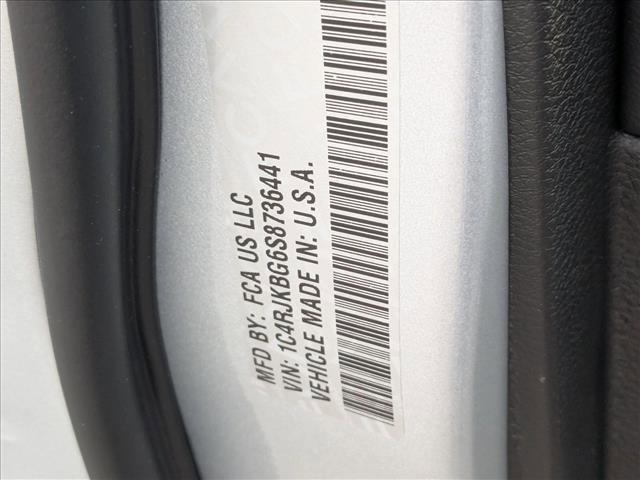 MFD BY: FCA US LLC
VIN: 1C4RJKBG6S8736441
VEHICLE MADE IN: U.S.A.